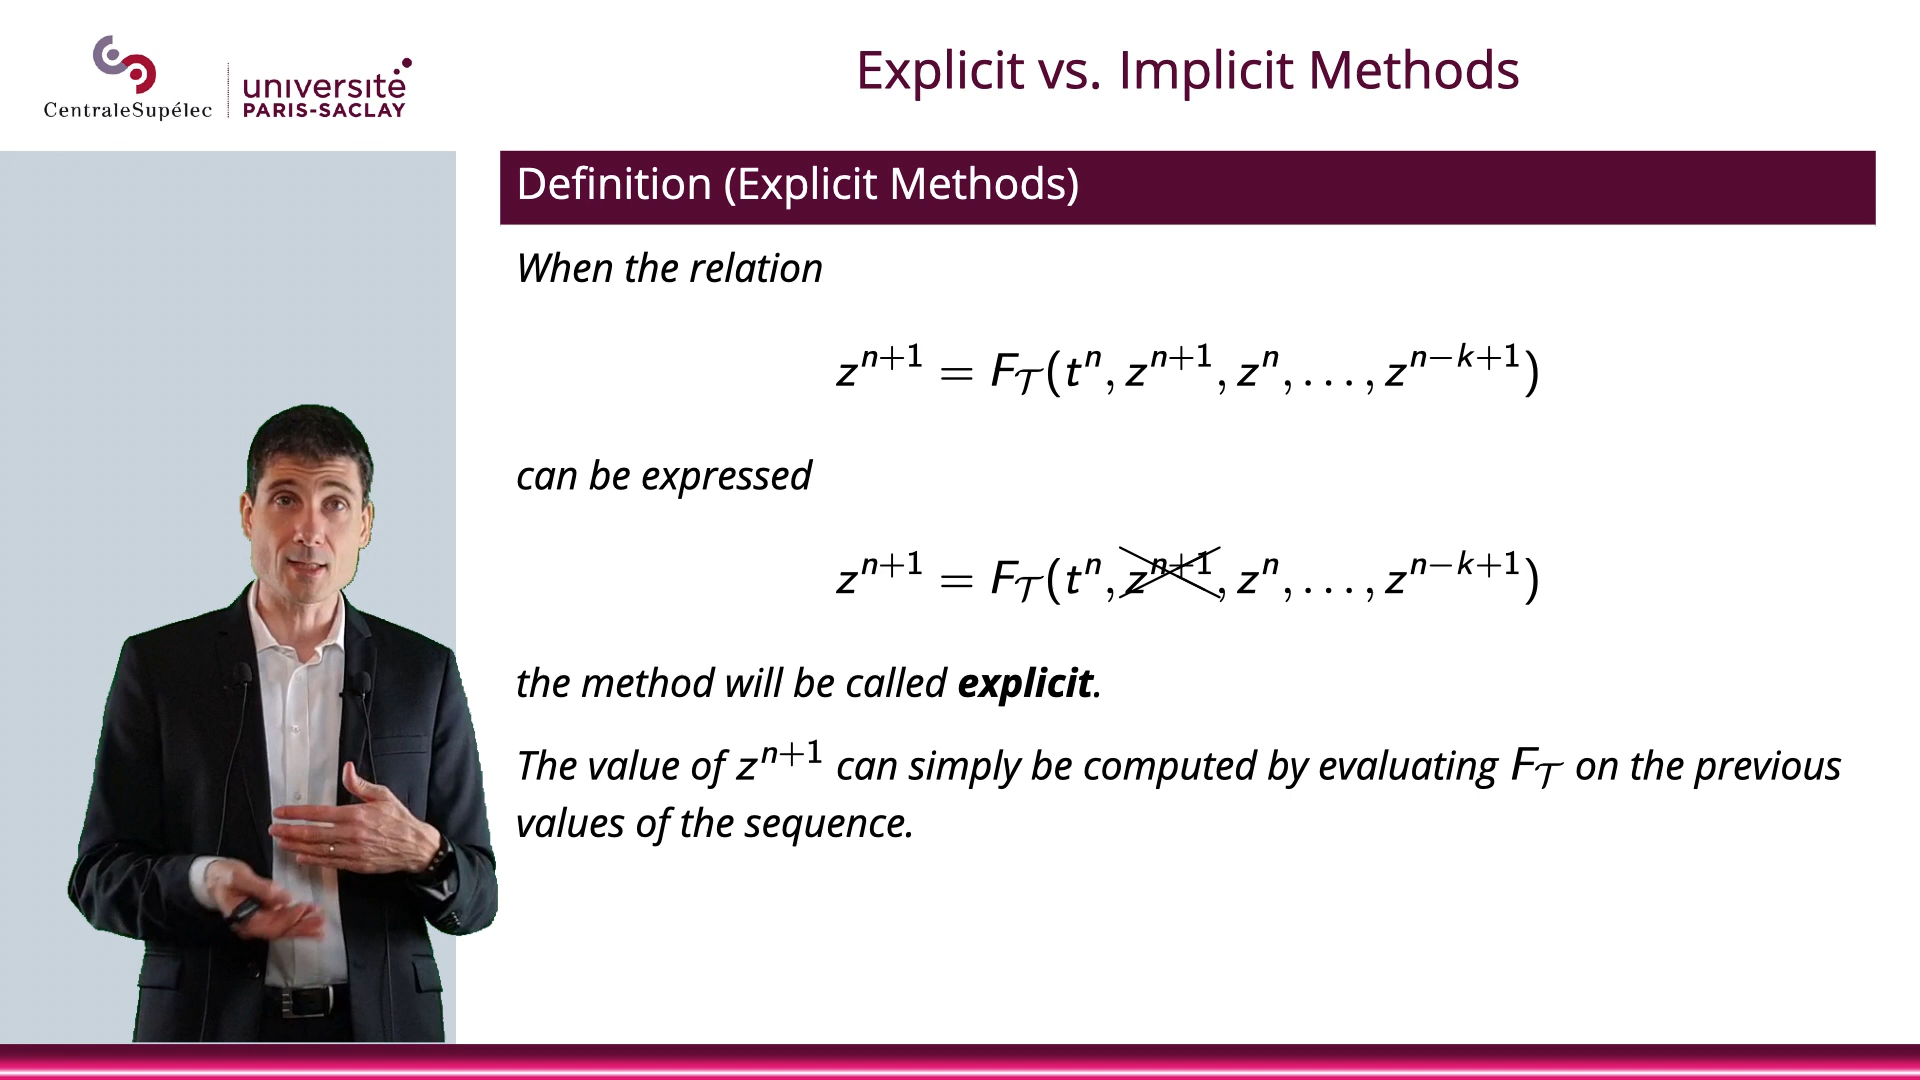 CentraleSupélec
université
PARIS-SACLAY
Explicit vs. Implicit Methods
Definition (Explicit Methods)
When the relation
zⁿ⁺¹ = F_𝒯(tⁿ, zⁿ⁺¹, zⁿ, . . . , zⁿ⁻ᵏ⁺¹)
can be expressed
zⁿ⁺¹ = F_𝒯(tⁿ, zⁿ⁺¹, zⁿ, . . . , zⁿ⁻ᵏ⁺¹)
the method will be called explicit.
The value of zⁿ⁺¹ can simply be computed by evaluating F_𝒯 on the previous
values of the sequence.